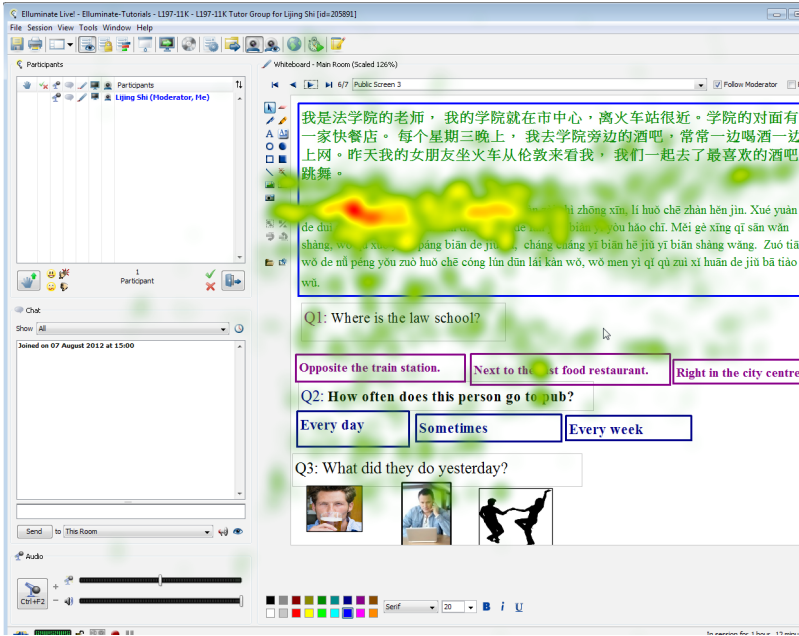 Elluminate Live! - Elluminate-Tutorials - L197-11K - L197-11K Tutor Group for Lijing Shi [id=205891]
File Session View Tools Window Help
Participants
Participants
Lijing Shi (Moderator, Me)
1
Participant
Chat
Show All
Joined on 07 August 2012 at 15:00
Send to This Room
Audio
Ctrl+F2
Whiteboard - Main Room (Scaled 126%)
6/7 Public Screen 3 Follow Moderator
我是法学院的老师，我的学院就在市中心，离火车站很近。学院的对面有
一家快餐店。每个星期三晚上，我去学院旁边的酒吧，常常一边喝酒一边
上网。昨天我的女朋友坐火车从伦敦来看我，我们一起去了最喜欢的酒吧
跳舞。
zhōng xīn, lí huǒ chē zhàn hěn jìn. Xué yuàn
de duì yǒu hǎo chī. Měi gè xīng qī sān wǎn
shàng, páng biān de jiǔ cháng cháng yī biān hē jiǔ yī biān shàng wǎng. Zuó tiā
wǒ de nǚ péng yǒu zuò huǒ chē cóng lún dūn lái kàn wǒ, wǒ men yì qǐ qù zuì xǐ huān de jiǔ bā tiào
wǔ.
Q1: Where is the law school?
Opposite the train station. Next to the fast food restaurant. Right in the city centre
Q2: How often does this person go to pub?
Every day Sometimes Every week
Q3: What did they do yesterday?
Serif 20 B i U
In session for 1 hour, 12 min